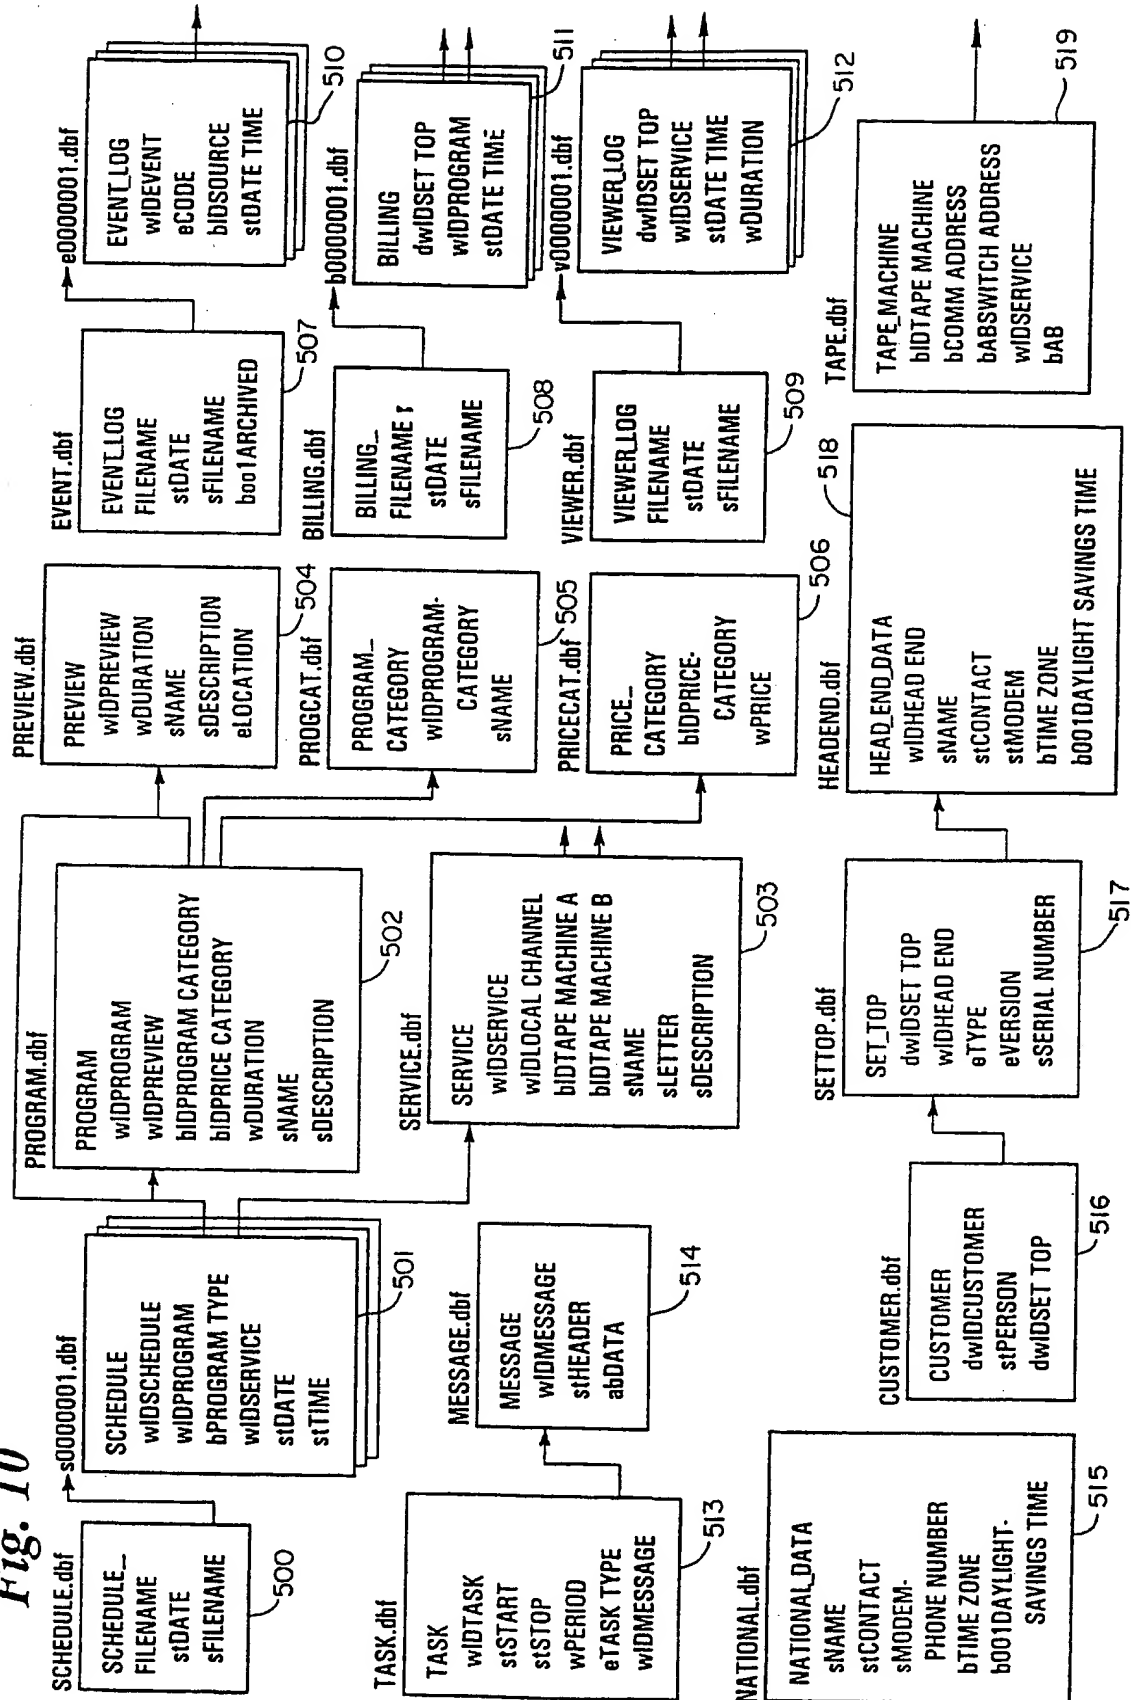 Fig. 10
SCHEDULE.dbf
SCHEDULE_
FILENAME
stDATE
sFILENAME
500
s0000001.dbf
SCHEDULE
wIDSCHEDULE
wIDPROGRAM
bPROGRAM TYPE
wIDSERVICE
stDATE
stTIME
501
PROGRAM.dbf
PROGRAM
wIDPROGRAM
wIDPREVIEW
bIDPROGRAM CATEGORY
bIDPRICE CATEGORY
wDURATION
sNAME
sDESCRIPTION
502
PREVIEW.dbf
PREVIEW
wIDPREVIEW
wDURATION
sNAME
sDESCRIPTION
eLOCATION
504
EVENT.dbf
EVENT_LOG
FILENAME
stDATE
sFILENAME
boo1ARCHIVED
507
e0000001.dbf
EVENT_LOG
wIDEVENT
eCODE
bIDSOURCE
stDATE TIME
510
PROGCAT.dbf
PROGRAM_
CATEGORY
wIDPROGRAM-
CATEGORY
sNAME
505
BILLING.dbf
BILLING_
FILENAME
stDATE
sFILENAME
508
b0000001.dbf
BILLING
dwIDSET TOP
wIDPROGRAM
stDATE TIME
511
TASK.dbf
TASK
wIDTASK
stSTART
stSTOP
wPERIOD
eTASK TYPE
wIDMESSAGE
513
MESSAGE.dbf
MESSAGE
wIDMESSAGE
stHEADER
abDATA
514
SERVICE.dbf
SERVICE
wIDSERVICE
wIDLOCAL CHANNEL
bIDTAPE MACHINE A
bIDTAPE MACHINE B
sNAME
sLETTER
sDESCRIPTION
503
PRICECAT.dbf
PRICE_
CATEGORY
bIDPRICE-
CATEGORY
wPRICE
506
VIEWER.dbf
VIEWER_LOG
FILENAME
stDATE
sFILENAME
509
v0000001.dbf
VIEWER_LOG
dwIDSET TOP
wIDSERVICE
stDATE TIME
wDURATION
512
NATIONAL.dbf
NATIONAL_DATA
sNAME
stCONTACT
sMODEM-
PHONE NUMBER
bTIME ZONE
b001DAYLIGHT-
SAVINGS TIME
515
CUSTOMER.dbf
CUSTOMER
dwIDCUSTOMER
stPERSON
dwIDSET TOP
516
SETTOP.dbf
SET_TOP
dwIDSET TOP
wIDHEAD END
eTYPE
eVERSION
sSERIAL NUMBER
517
HEADEND.dbf
HEAD_END_DATA
wIDHEAD END
sNAME
stCONTACT
stMODEM
bTIME ZONE
b001DAYLIGHT SAVINGS TIME
518
TAPE.dbf
TAPE_MACHINE
bIDTAPE MACHINE
bCOMM ADDRESS
bABSWITCH ADDRESS
wIDSERVICE
bAB
519